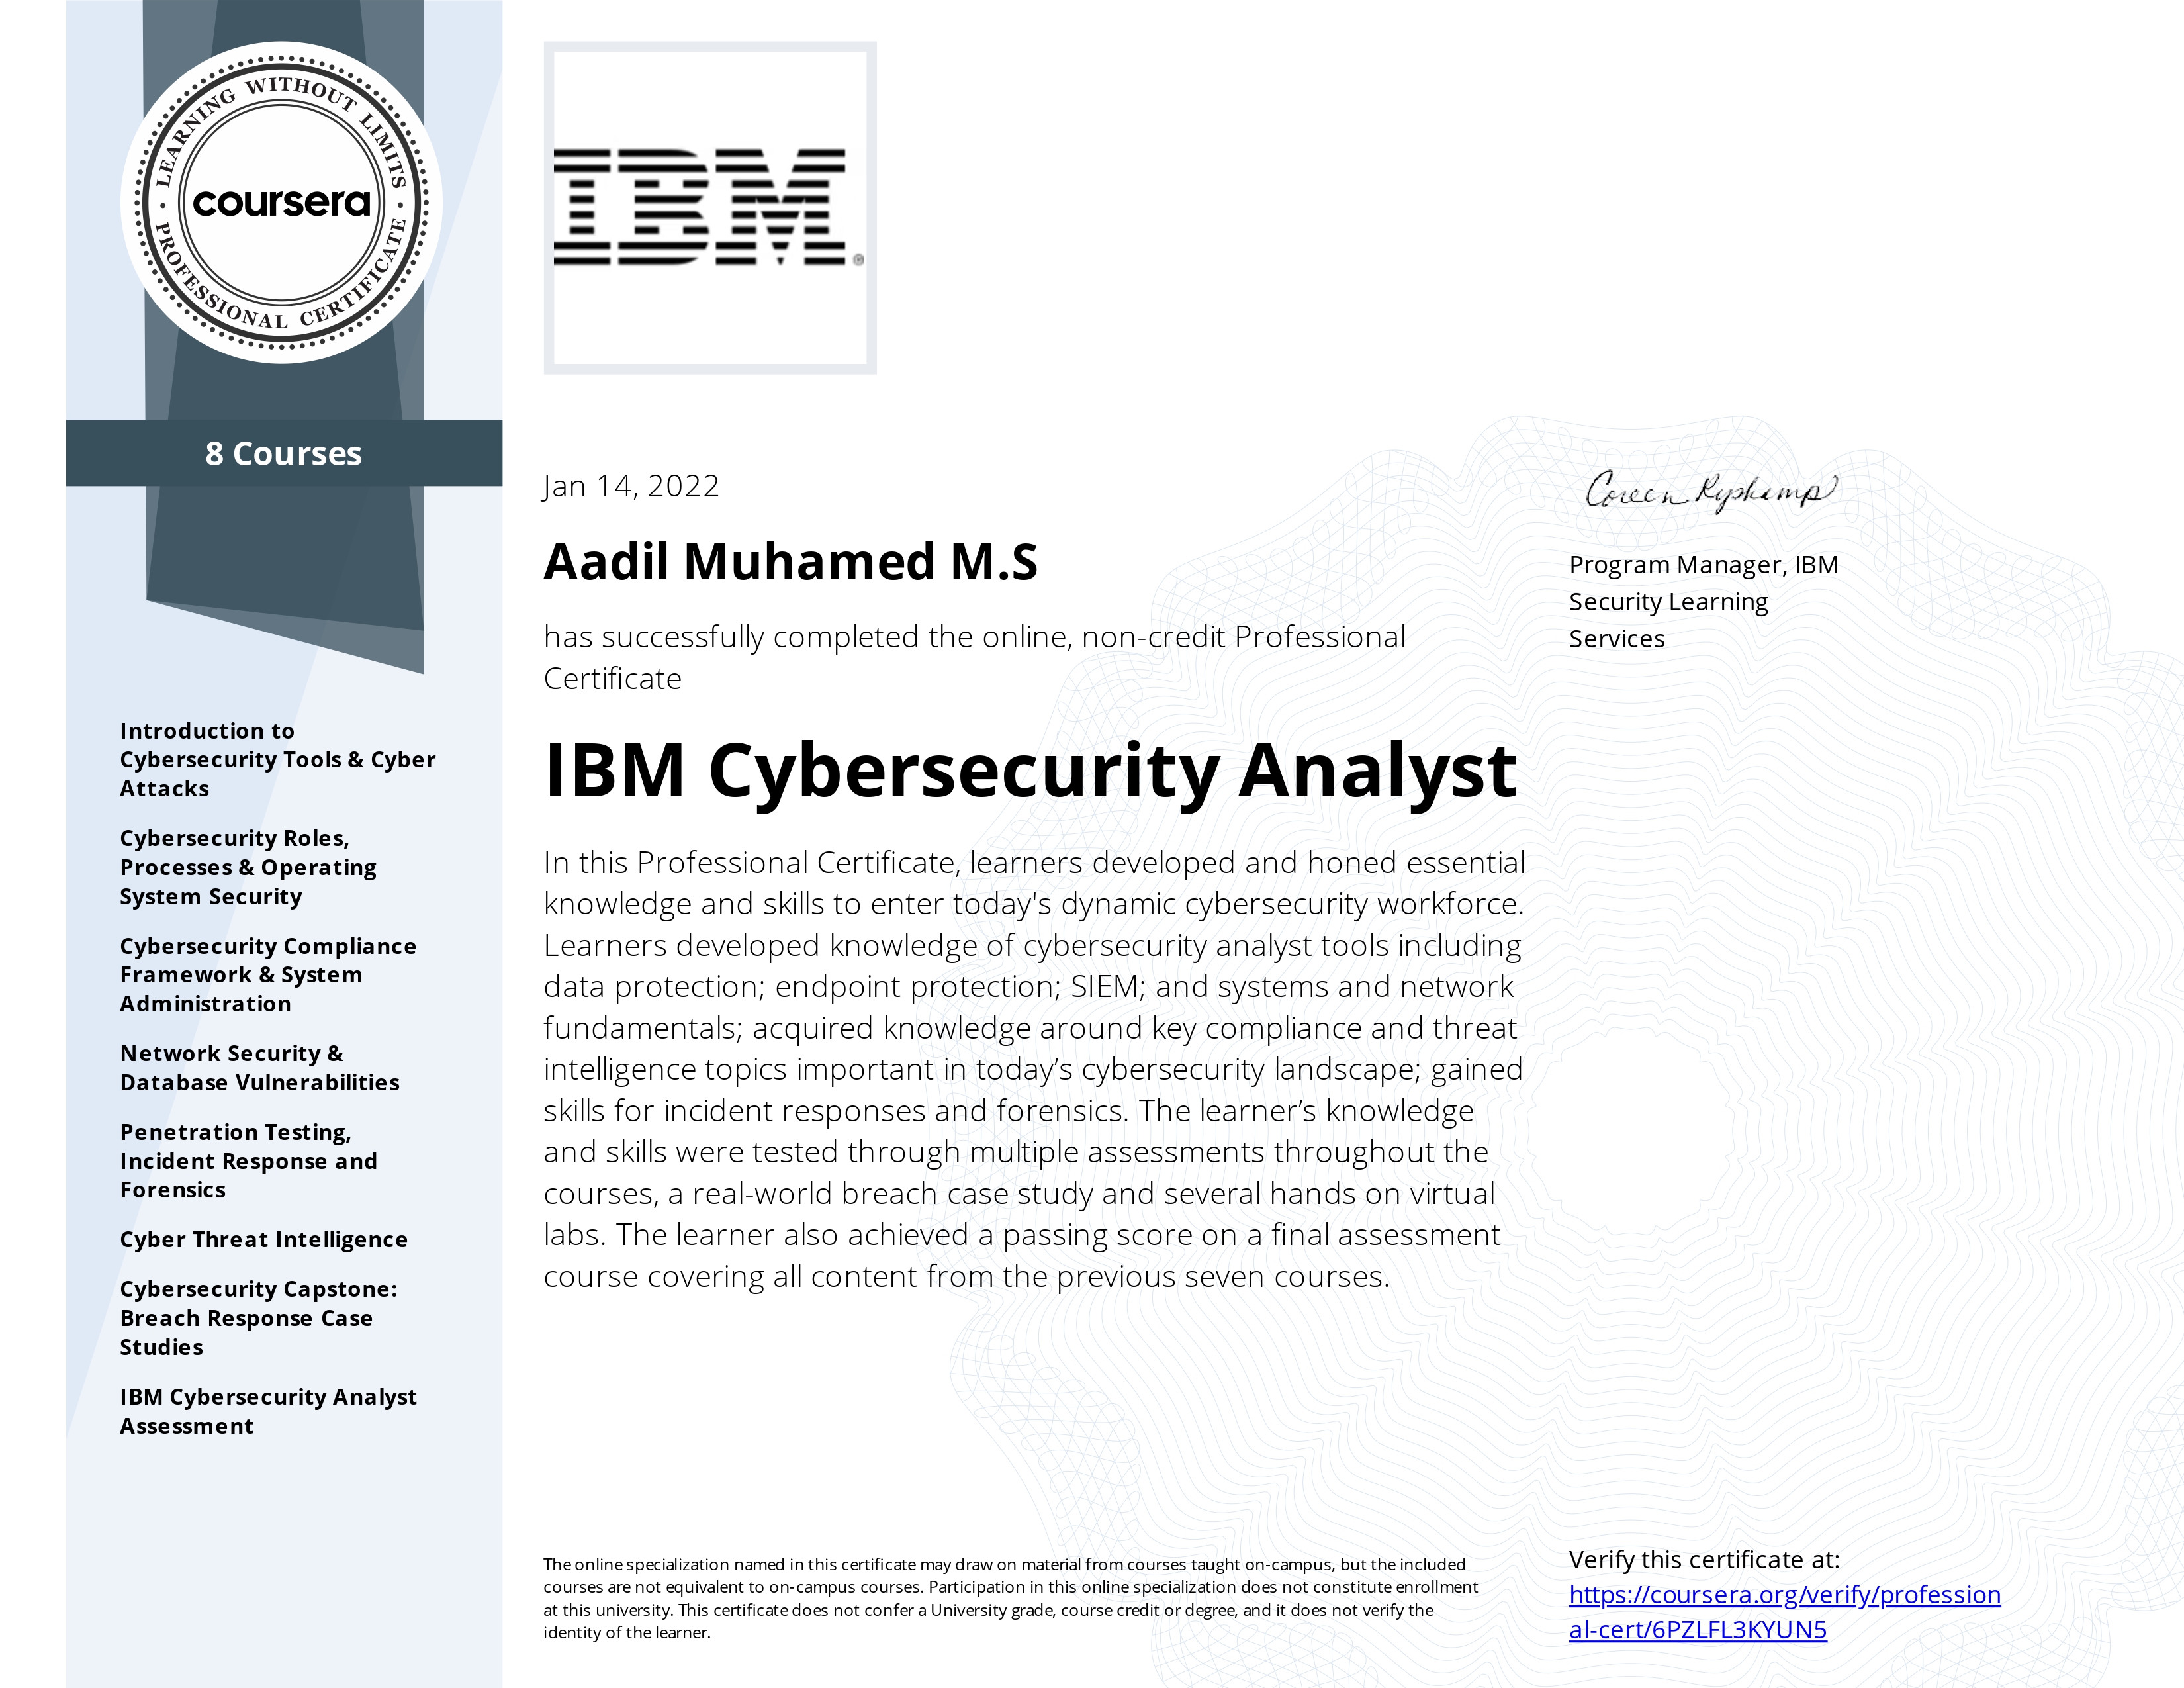 LEARNING WITHOUT LIMITS
coursera
PROFESSIONAL CERTIFICATE
8 Courses
Introduction to
Cybersecurity Tools & Cyber
Attacks
Cybersecurity Roles,
Processes & Operating
System Security
Cybersecurity Compliance
Framework & System
Administration
Network Security &
Database Vulnerabilities
Penetration Testing,
Incident Response and
Forensics
Cyber Threat Intelligence
Cybersecurity Capstone:
Breach Response Case
Studies
IBM Cybersecurity Analyst
Assessment
IBM®
Jan 14, 2022
Aadil Muhamed M.S
has successfully completed the online, non-credit Professional
Certificate
IBM Cybersecurity Analyst
In this Professional Certificate, learners developed and honed essential
knowledge and skills to enter today's dynamic cybersecurity workforce.
Learners developed knowledge of cybersecurity analyst tools including
data protection; endpoint protection; SIEM; and systems and network
fundamentals; acquired knowledge around key compliance and threat
intelligence topics important in today’s cybersecurity landscape; gained
skills for incident responses and forensics. The learner’s knowledge
and skills were tested through multiple assessments throughout the
courses, a real-world breach case study and several hands on virtual
labs. The learner also achieved a passing score on a final assessment
course covering all content from the previous seven courses.
The online specialization named in this certificate may draw on material from courses taught on-campus, but the included
courses are not equivalent to on-campus courses. Participation in this online specialization does not constitute enrollment
at this university. This certificate does not confer a University grade, course credit or degree, and it does not verify the
identity of the learner.
Coreen Ryskamp
Program Manager, IBM
Security Learning
Services
Verify this certificate at:
https://coursera.org/verify/profession
al-cert/6PZLFL3KYUN5